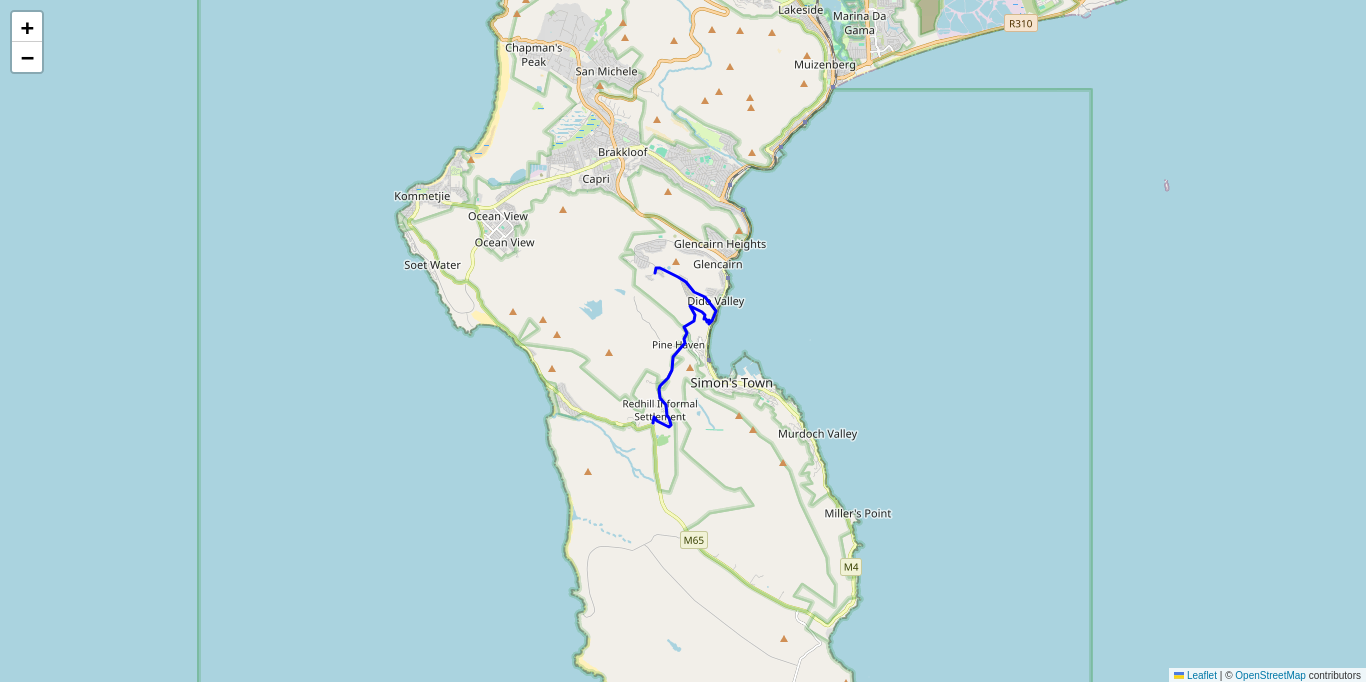 +
−
Lakeside
Marina Da
Gama
R310
Chapman's
Peak
San Michele
Muizenberg
Brakkloof
Capri
Kommetjie
Ocean View
Ocean View
Glencairn Heights
Glencairn
Soet Water
Dido Valley
Pine Haven
Simon's Town
Redhill Informal
Settlement
Murdoch Valley
Miller's Point
M65
M4
Leaflet | © OpenStreetMap contributors